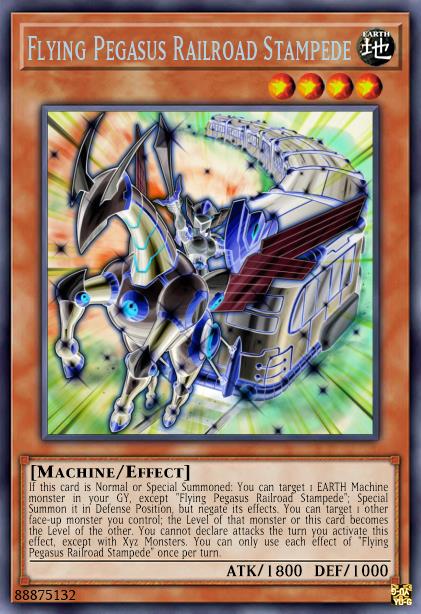 FLYING PEGASUS RAILROAD STAMPEDE
EARTH
地
[MACHINE/EFFECT]
If this card is Normal or Special Summoned: You can target 1 EARTH Machine
monster in your GY, except "Flying Pegasus Railroad Stampede"; Special
Summon it in Defense Position, but negate its effects. You can target 1 other
face-up monster you control; the Level of that monster or this card becomes
the Level of the other. You cannot declare attacks the turn you activate this
effect, except with Xyz Monsters. You can only use each effect of "Flying
Pegasus Railroad Stampede" once per turn.
ATK/1800 DEF/1000
88875132